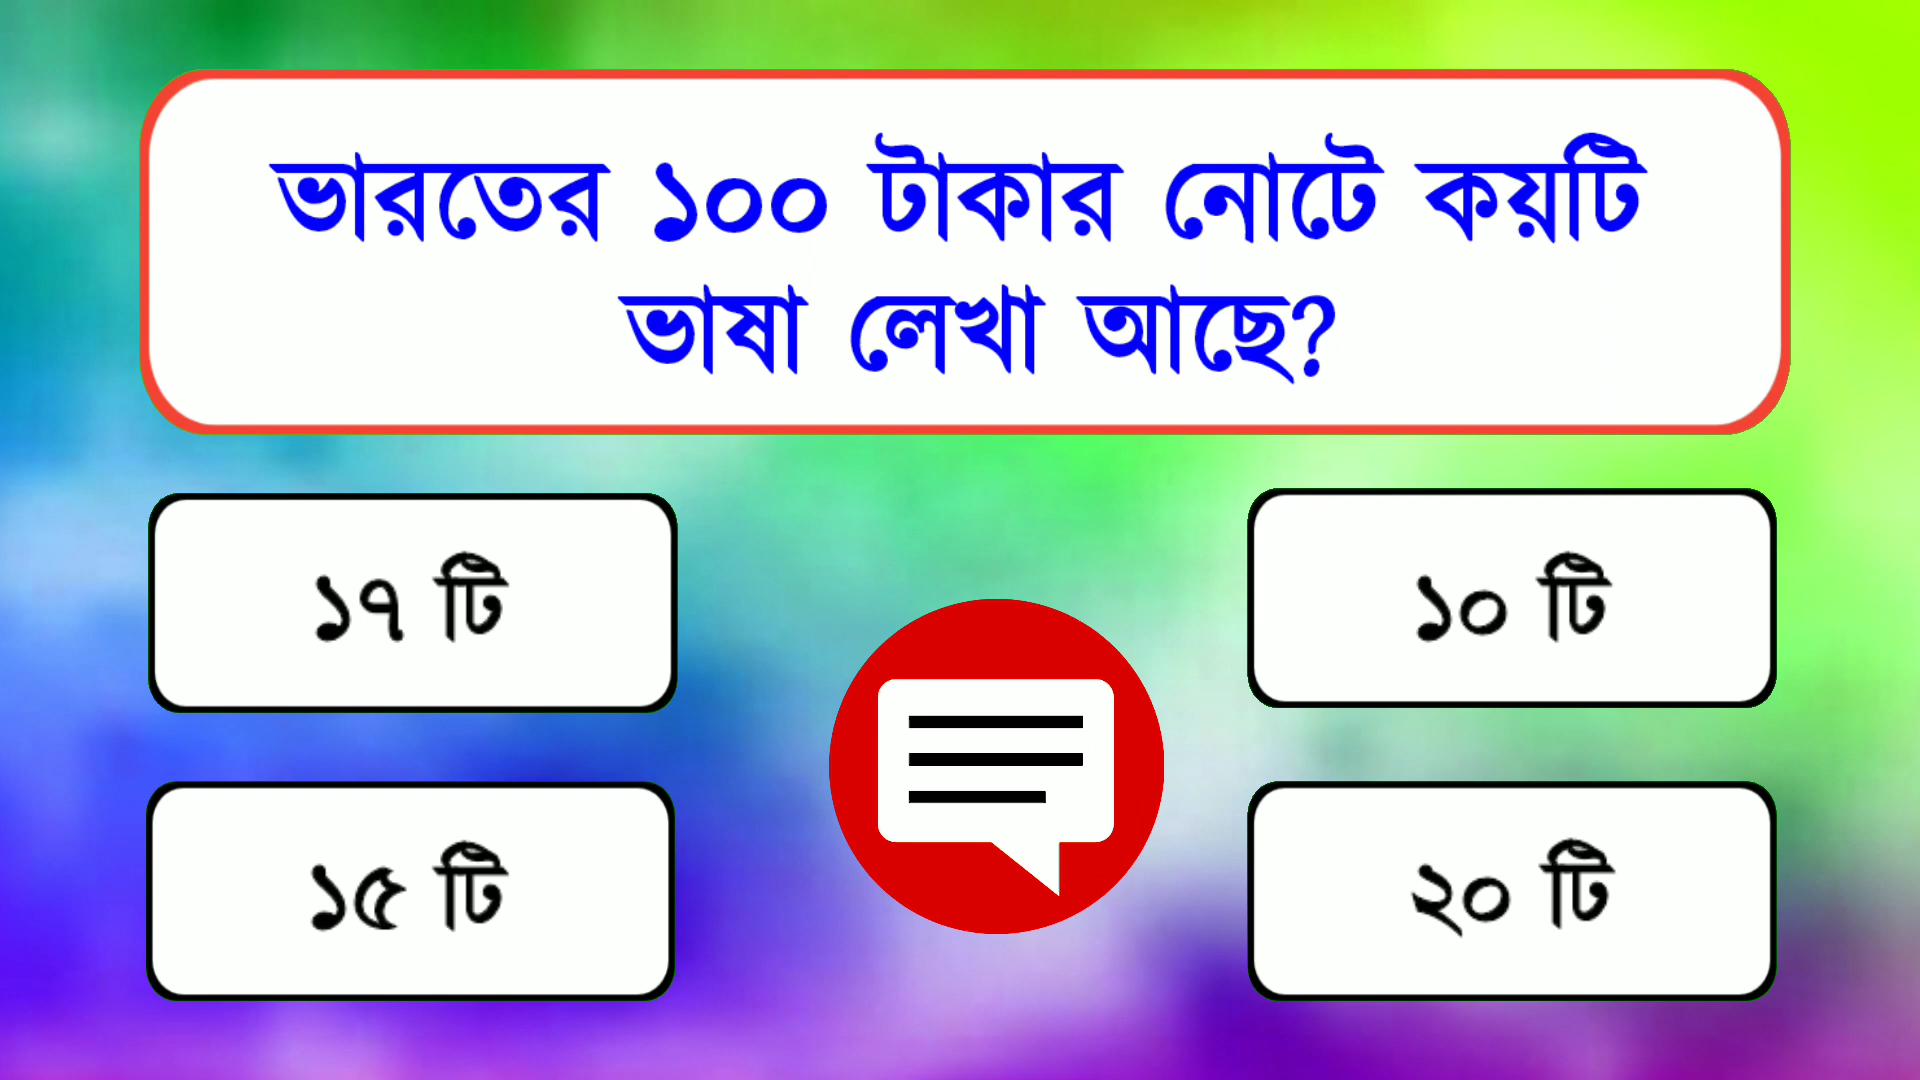 ভারতের ১০০ টাকার নোটে কয়টি
ভাষা লেখা আছে?
১৭ টি
১০ টি
১৫ টি
২০ টি